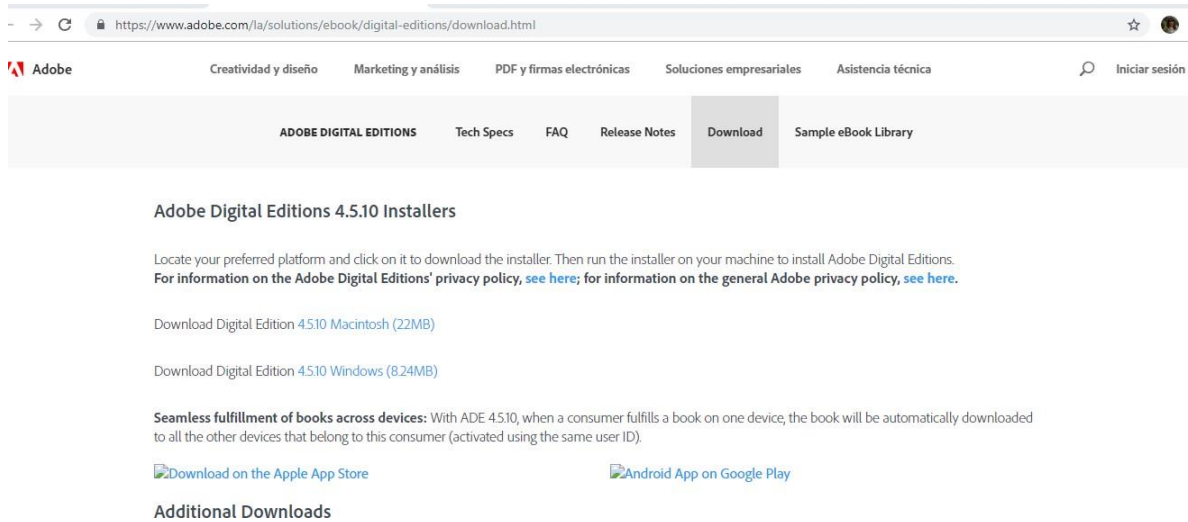 https://www.adobe.com/la/solutions/ebook/digital-editions/download.html
Adobe Creatividad y diseño Marketing y análisis PDF y firmas electrónicas Soluciones empresariales Asistencia técnica Iniciar sesión
ADOBE DIGITAL EDITIONS Tech Specs FAQ Release Notes Download Sample eBook Library
Adobe Digital Editions 4.5.10 Installers
Locate your preferred platform and click on it to download the installer. Then run the installer on your machine to install Adobe Digital Editions.
For information on the Adobe Digital Editions' privacy policy, see here; for information on the general Adobe privacy policy, see here.
Download Digital Edition 4.5.10 Macintosh (22MB)
Download Digital Edition 4.5.10 Windows (8.24MB)
Seamless fulfillment of books across devices: With ADE 4.5.10, when a consumer fulfills a book on one device, the book will be automatically downloaded
to all the other devices that belong to this consumer (activated using the same user ID).
Download on the Apple App Store Android App on Google Play
Additional Downloads